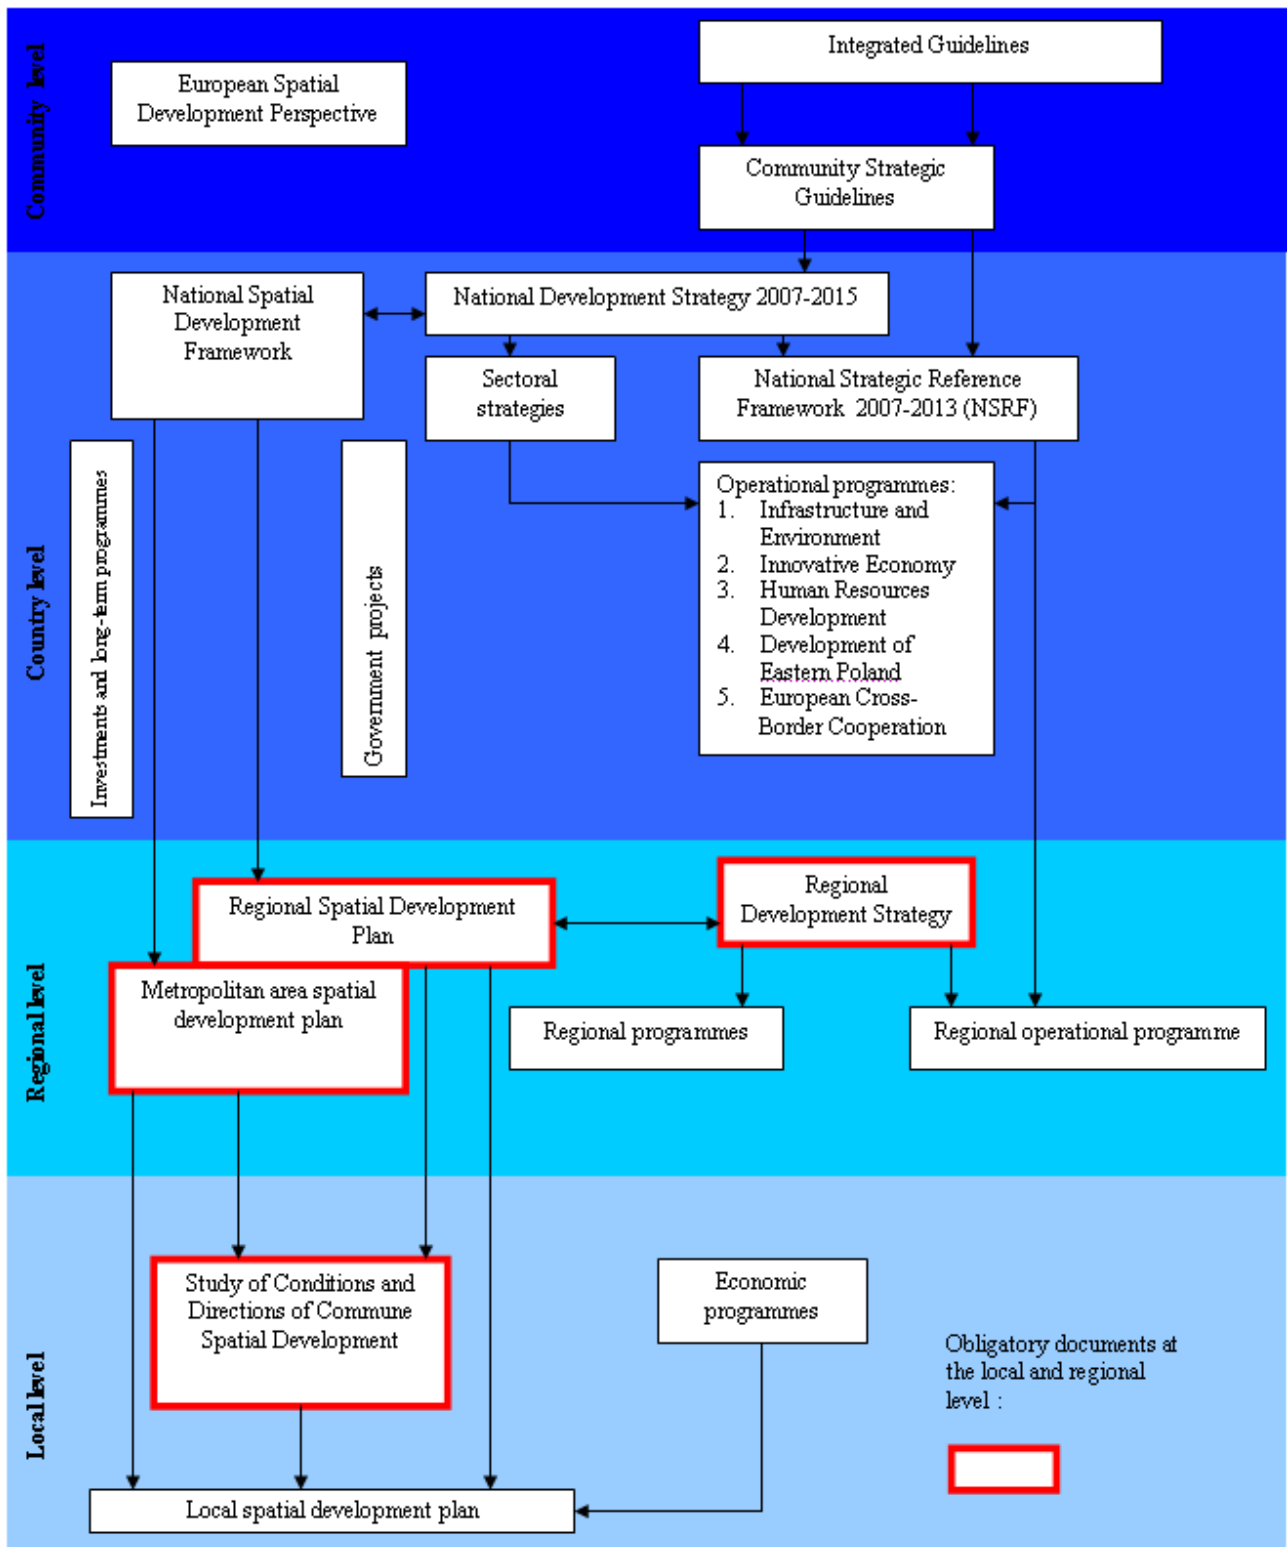 Community level
Integrated Guidelines
European Spatial
Development Perspective
Community Strategic
Guidelines
Country level
National Spatial
Development
Framework
National Development Strategy 2007-2015
Sectoral
strategies
National Strategic Reference
Framework 2007-2013 (NSRF)
Investments and long-term programmes
Government projects
Operational programmes:
1. Infrastructure and
Environment
2. Innovative Economy
3. Human Resources
Development
4. Development of
Eastern Poland
5. European Cross-
Border Cooperation
Regional level
Regional Spatial Development
Plan
Regional
Development Strategy
Metropolitan area spatial
development plan
Regional programmes
Regional operational programme
Local level
Study of Conditions and
Directions of Commune
Spatial Development
Economic
programmes
Obligatory documents at
the local and regional
level :
Local spatial development plan